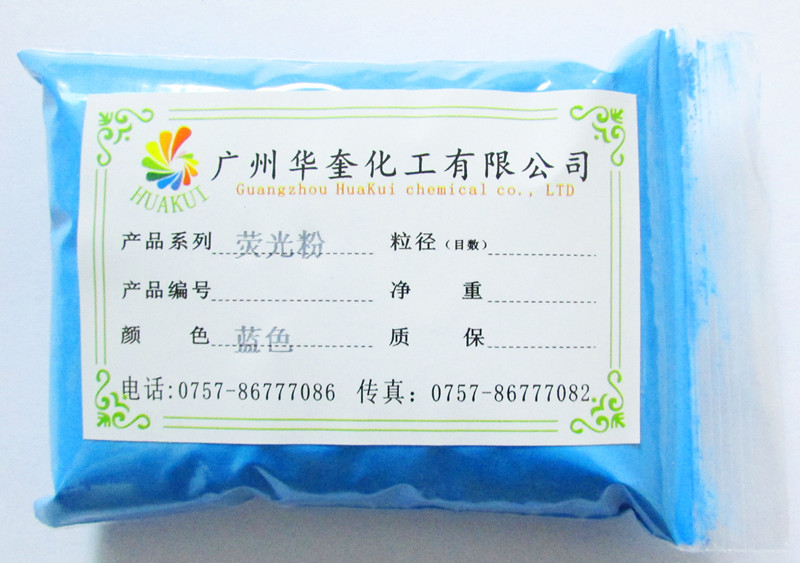 广州华奎化工有限公司
Guangzhou HuaKui chemical co., LTD
HUAKUI
产品系列 荧光粉 粒径（目数）
产品编号 净 重
颜 色 蓝色 质 保
电话:0757-86777086 传真：0757-86777082